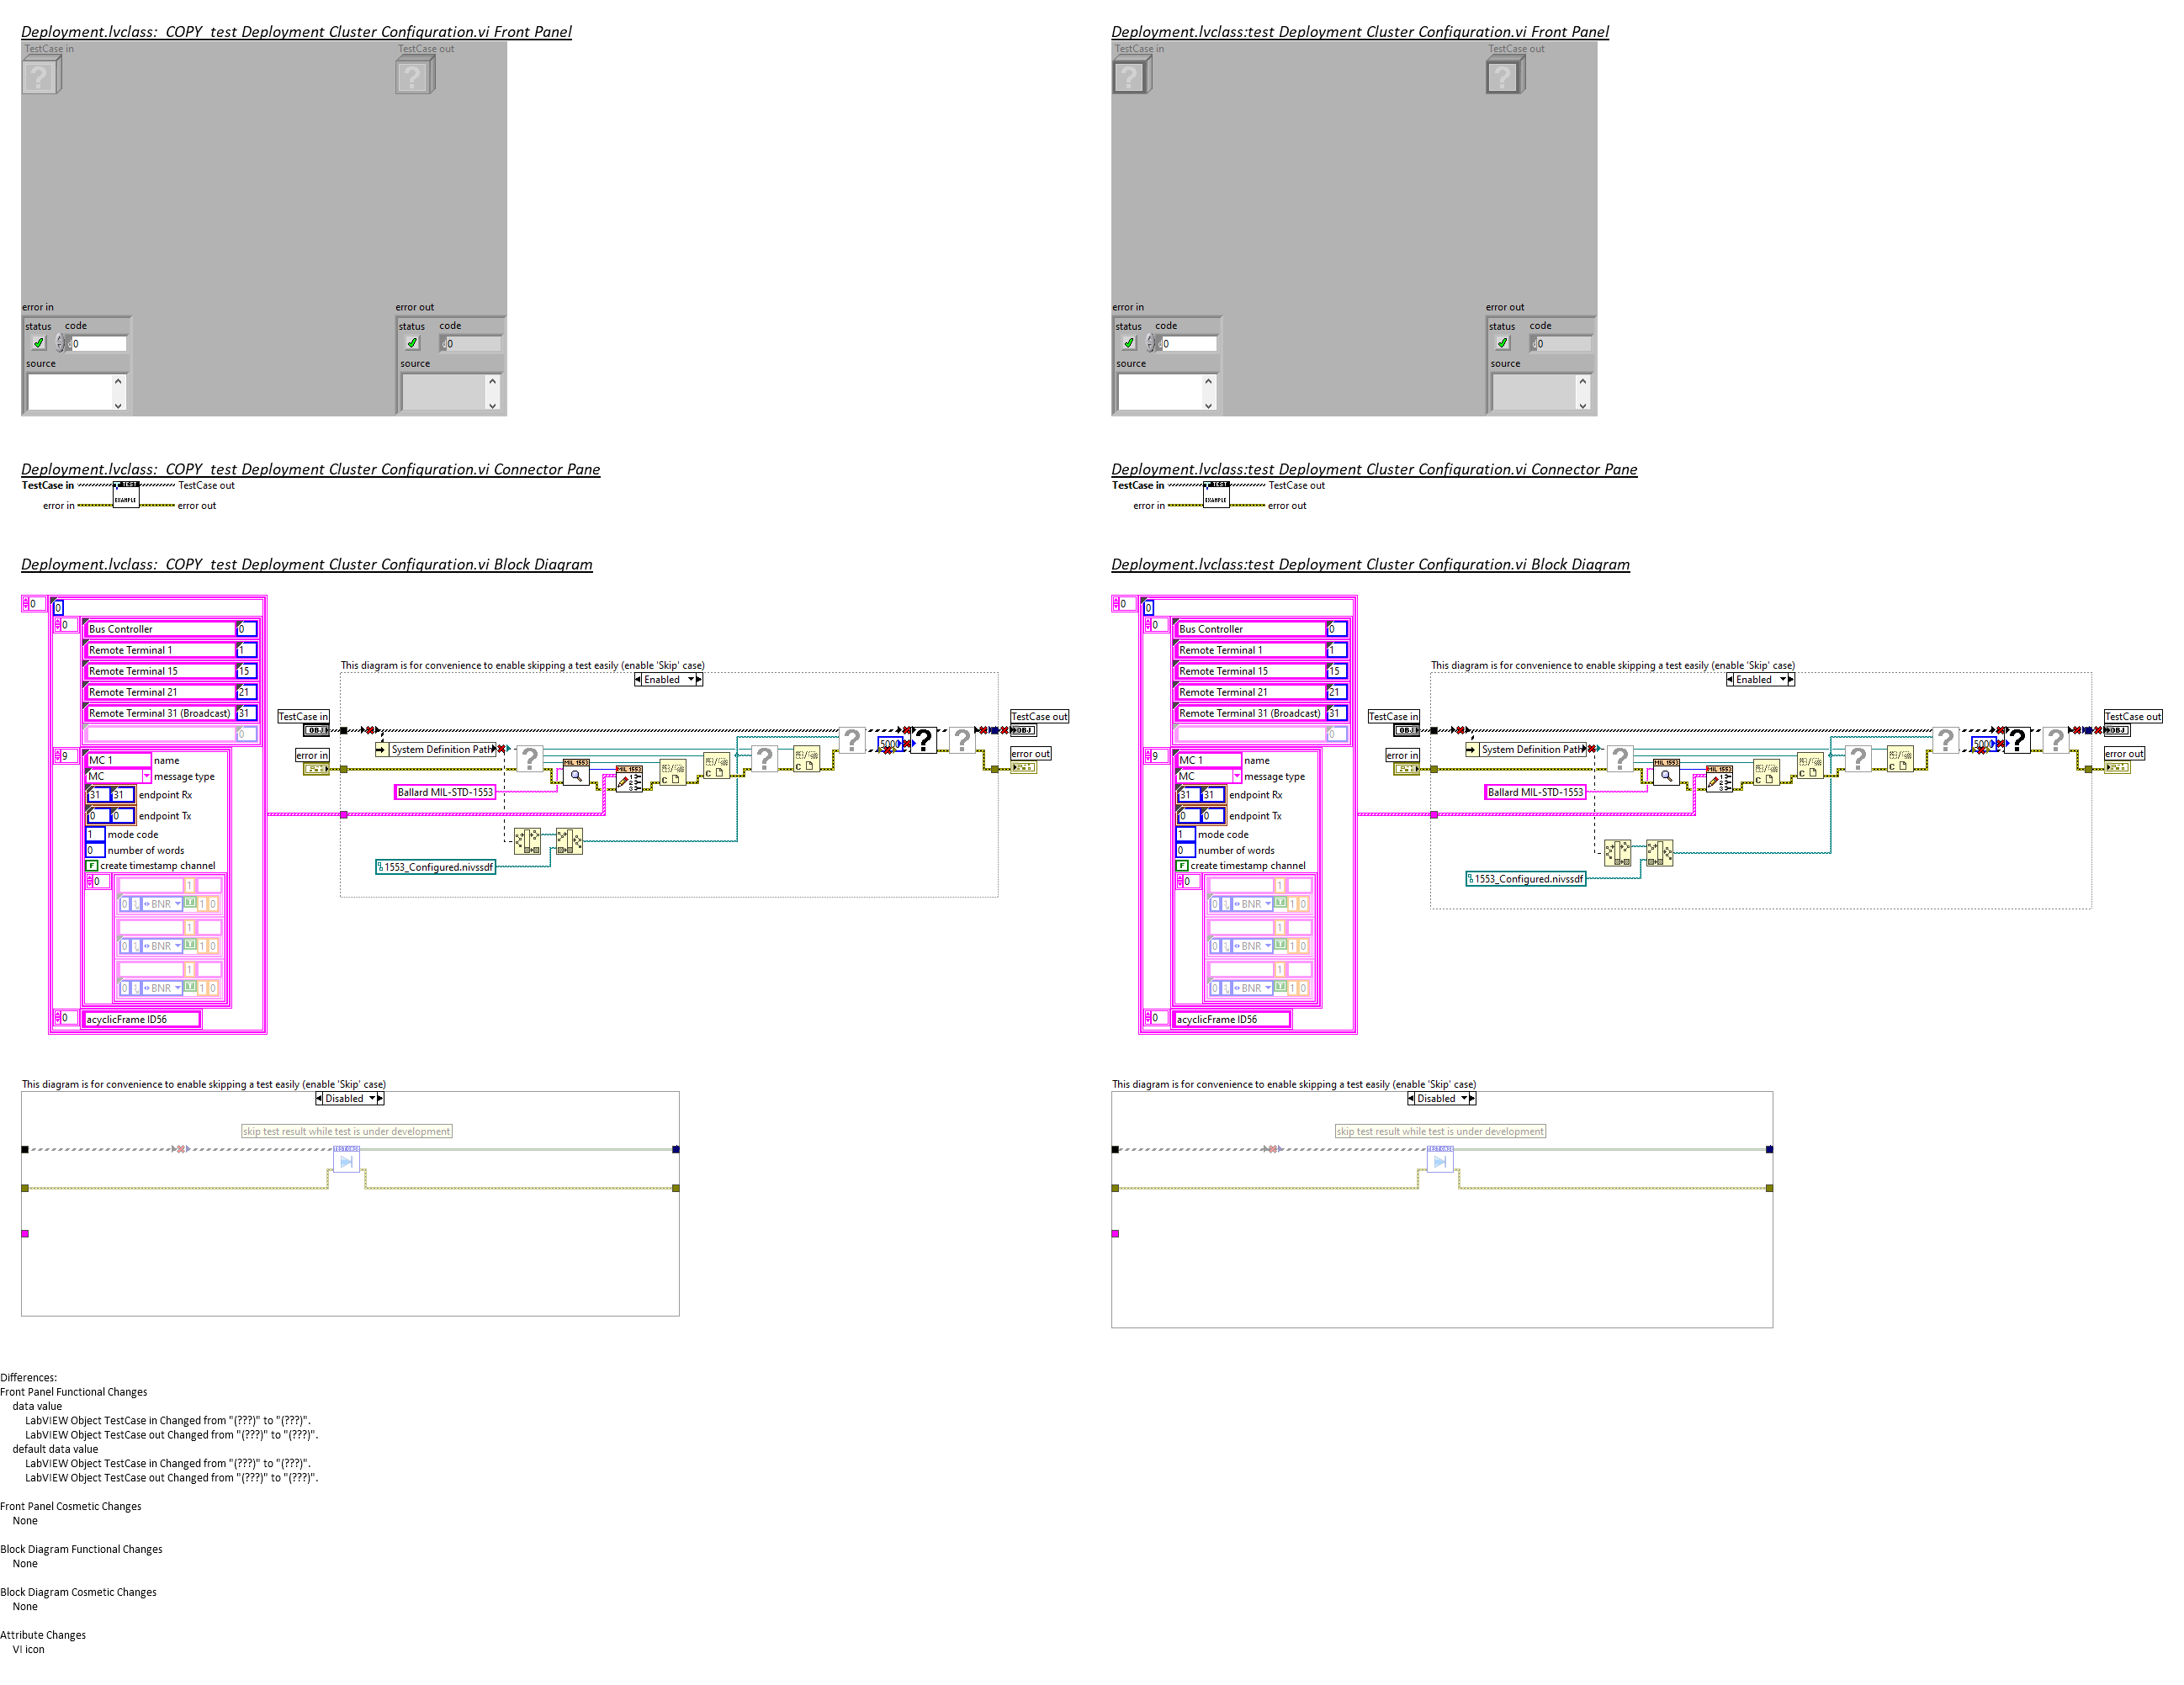 Deployment.lvclass:_COPY_test Deployment Cluster Configuration.vi Front Panel
TestCase in
TestCase out
error in
error out
status code
0
source
status code
0
source
Deployment.lvclass:_COPY_test Deployment Cluster Configuration.vi Connector Pane
TestCase in
TestCase out
TEST
EXAMPLE
error in
error out
Deployment.lvclass:_COPY_test Deployment Cluster Configuration.vi Block Diagram
0
0
0
Bus Controller 0
Remote Terminal 1 1
Remote Terminal 15 15
Remote Terminal 21 21
Remote Terminal 31 (Broadcast) 31
0
9
MC 1 name
MC message type
31 31 endpoint Rx
0 0 endpoint Tx
1 mode code
0 number of words
F create timestamp channel
0
1
0 BNR T 1 0
1
0 BNR T 1 0
1
0 BNR T 1 0
0 acyclicFrame ID56
This diagram is for convenience to enable skipping a test easily (enable 'Skip' case)
Enabled
TestCase in
OBJ
error in
System Definition Path
MIL 1553
MIL 1553
Ballard MIL-STD-1553
1553_Configured.nivssdf
5000
TestCase out
OBJ
error out
This diagram is for convenience to enable skipping a test easily (enable 'Skip' case)
Disabled
skip test result while test is under development
Deployment.lvclass:test Deployment Cluster Configuration.vi Front Panel
TestCase in
TestCase out
error in
error out
status code
0
source
status code
0
source
Deployment.lvclass:test Deployment Cluster Configuration.vi Connector Pane
TestCase in
TestCase out
TEST
EXAMPLE
error in
error out
Deployment.lvclass:test Deployment Cluster Configuration.vi Block Diagram
0
0
0
Bus Controller 0
Remote Terminal 1 1
Remote Terminal 15 15
Remote Terminal 21 21
Remote Terminal 31 (Broadcast) 31
0
9
MC 1 name
MC message type
31 31 endpoint Rx
0 0 endpoint Tx
1 mode code
0 number of words
F create timestamp channel
0
1
0 BNR T 1 0
1
0 BNR T 1 0
1
0 BNR T 1 0
0 acyclicFrame ID56
This diagram is for convenience to enable skipping a test easily (enable 'Skip' case)
Enabled
TestCase in
OBJ
error in
System Definition Path
MIL 1553
MIL 1553
Ballard MIL-STD-1553
1553_Configured.nivssdf
5000
TestCase out
OBJ
error out
This diagram is for convenience to enable skipping a test easily (enable 'Skip' case)
Disabled
skip test result while test is under development
Differences:
Front Panel Functional Changes
data value
LabVIEW Object TestCase in Changed from "(???)" to "(???)".
LabVIEW Object TestCase out Changed from "(???)" to "(???)".
default data value
LabVIEW Object TestCase in Changed from "(???)" to "(???)".
LabVIEW Object TestCase out Changed from "(???)" to "(???)".
Front Panel Cosmetic Changes
None
Block Diagram Functional Changes
None
Block Diagram Cosmetic Changes
None
Attribute Changes
VI icon